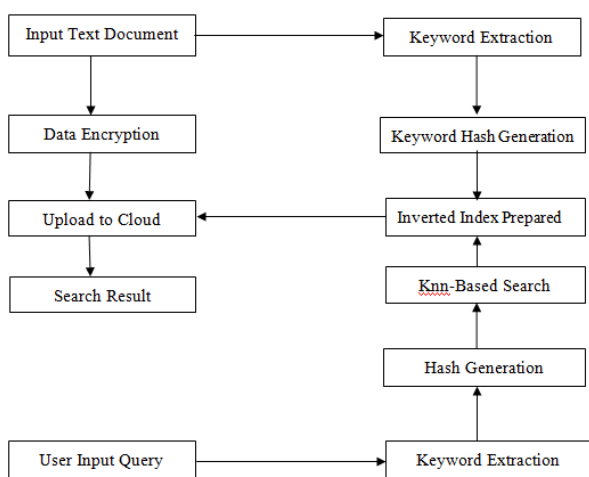 Input Text Document
Keyword Extraction
Data Encryption
Keyword Hash Generation
Upload to Cloud
Inverted Index Prepared
Search Result
Knn-Based Search
Hash Generation
User Input Query
Keyword Extraction